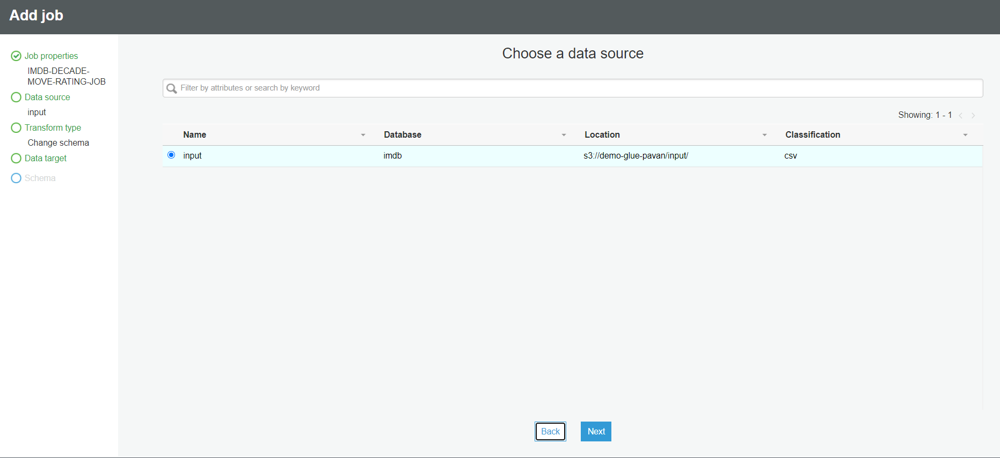 Add job
Job properties
IMDB-DECADE-
MOVE-RATING-JOB
Data source
input
Transform type
Change schema
Data target
Schema
Choose a data source
Filter by attributes or search by keyword
Showing: 1 - 1
Name Database Location Classification
input imdb s3://demo-glue-pavan/input/ csv
Back Next